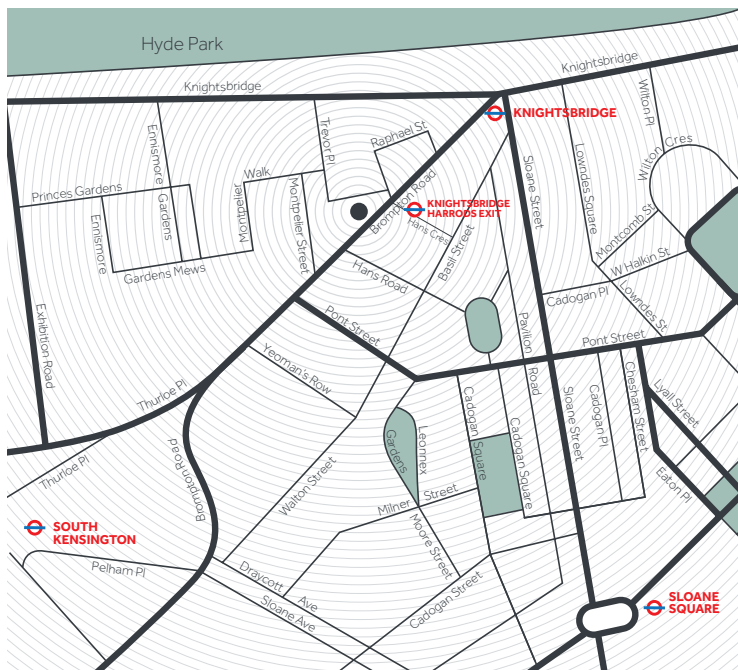 Hyde Park
Knightsbridge
Knightsbridge
KNIGHTSBRIDGE
Ennismore
Gardens
Trevor Pl
Raphael St
Wilton Pl
Wilton Cres
Lowndes Square
Sloane Street
Walk
Princes Gardens
Ennismore
Montpelier
Montpelier Street
Brompton Road
KNIGHTSBRIDGE
HARRODS EXIT
Hans Cres
Basil Street
Montcomb St
W Halkin St
Gardens Mews
Hans Road
Cadogan Pl
Lowndes St
Exhibition Road
Pont Street
Pavilion
Road
Pont Street
Yeoman's Row
Thurloe Pl
Cadogan Square
Cadogan Square
Sloane Street
Cadogan Pl
Chesham Street
Lyall Street
Gardens
Leonnex
Brompton Road
Thurloe Pl
Walton Street
Milner
Street
Eaton Pl
SOUTH
KENSINGTON
Moore Street
Pelham Pl
Draycott
Ave
Sloane Ave
Cadogan Street
SLOANE
SQUARE